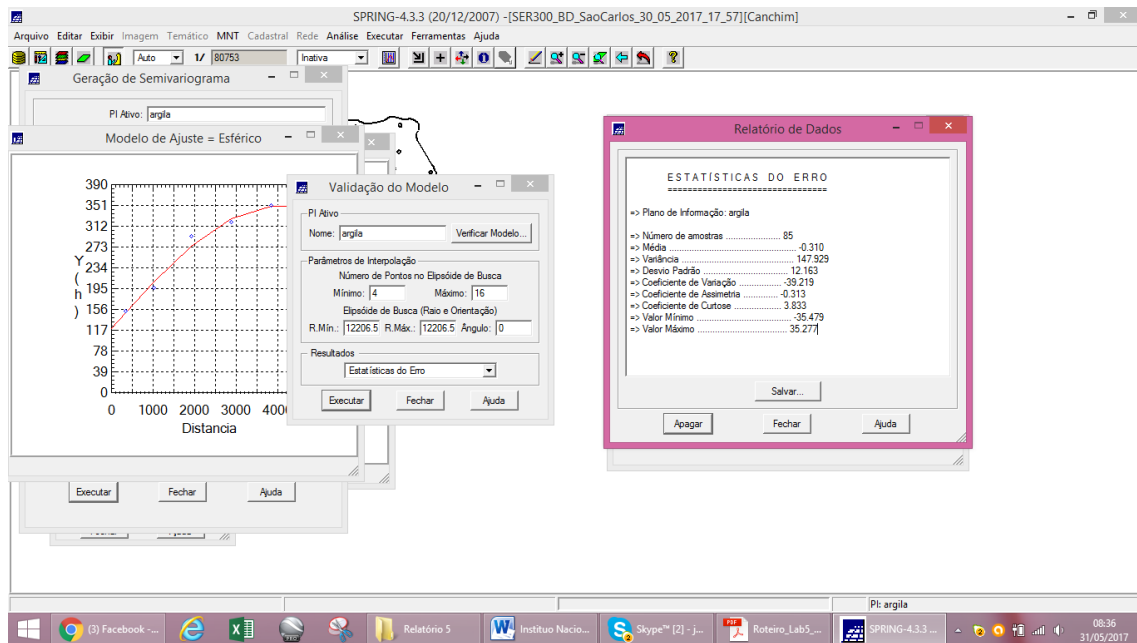 SPRING-4.3.3 (20/12/2007) -[SER300_BD_SaoCarlos_30_05_2017_17_57][Canchim]
Arquivo Editar Exibir Imagem Temático MNT Cadastral Rede Análise Executar Ferramentas Ajuda
Auto 1/ 80753 Inativa
Geração de Semivariograma
PI Ativo: argila
Modelo de Ajuste = Esférico
390
351
312
273
234
195
156
117
78
39
0
Y
(
h
)
0 1000 2000 3000 400
Distancia
Executar Fechar Ajuda
Validação do Modelo
PI Ativo
Nome: argila Verificar Modelo...
Parâmetros de Interpolação
Número de Pontos no Elipsóide de Busca
Mínimo: 4 Máximo: 16
Elipsóide de Busca (Raio e Orientação)
R.Mín.: 12206.5 R.Máx.: 12206.5 Ângulo: 0
Resultados
Estatísticas do Erro
Executar Fechar Ajuda
Relatório de Dados
ESTATÍSTICAS DO ERRO
================================
=> Plano de Informação: argila
=> Número de amostras ...................... 85
=> Média ............................................. -0.310
=> Variância ......................................... 147.929
=> Desvio Padrão ................................. 12.163
=> Coeficiente de Variação .................. -39.219
=> Coeficiente de Assimetria .............. -0.313
=> Coeficiente de Curtose .................... 3.833
=> Valor Mínimo ................................... -35.479
=> Valor Máximo ................................... 35.277
Salvar...
Apagar Fechar Ajuda
PI: argila
(3) Facebook -...
Relatório 5
Instituo Nacio...
Skype™ [2] - j...
Roteiro_Lab5_...
SPRING-4.3.3 ...
08:36
31/05/2017